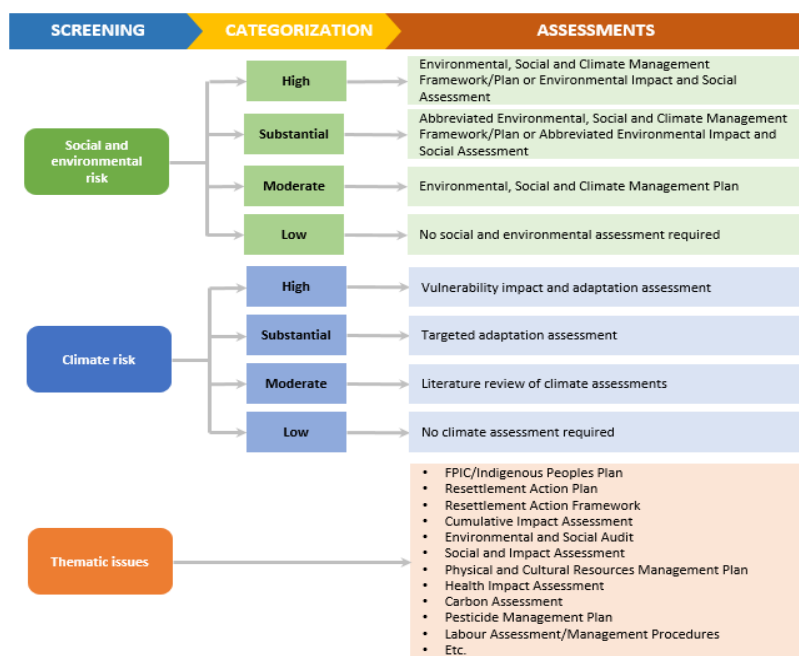 SCREENING
CATEGORIZATION
ASSESSMENTS
Social and
environmental
risk
High
Environmental, Social and Climate Management
Framework/Plan or Environmental Impact and Social
Assessment
Substantial
Abbreviated Environmental, Social and Climate Management
Framework/Plan or Abbreviated Environmental Impact and
Social Assessment
Moderate
Environmental, Social and Climate Management Plan
Low
No social and environmental assessment required
Climate risk
High
Vulnerability impact and adaptation assessment
Substantial
Targeted adaptation assessment
Moderate
Literature review of climate assessments
Low
No climate assessment required
Thematic issues
• FPIC/Indigenous Peoples Plan
• Resettlement Action Plan
• Resettlement Action Framework
• Cumulative Impact Assessment
• Environmental and Social Audit
• Social and Impact Assessment
• Physical and Cultural Resources Management Plan
• Health Impact Assessment
• Carbon Assessment
• Pesticide Management Plan
• Labour Assessment/Management Procedures
• Etc.